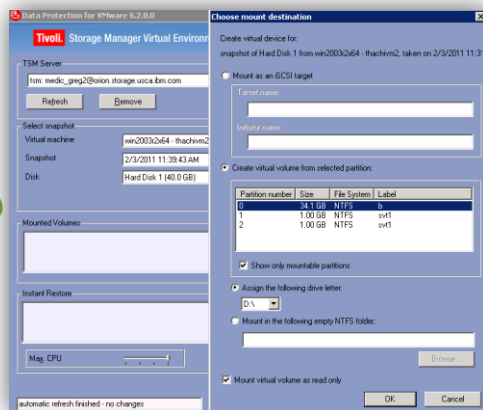 Data Protection for VMware 6.2.0.0
Tivoli. Storage Manager Virtual Environ
TSM Server
tsm: medic_greg2@orion.storage.usca.ibm.com
Refresh
Remove
Select snapshot
Virtual machine
win2003x64 - thachivm2
Snapshot
2/3/2011 11:39:43 AM
Disk
Hard Disk 1 (40.0 GB)
Mounted Volumes
Instant Restore
Max. CPU
automatic refresh finished - no changes
Choose mount destination
Create virtual device for:
snapshot of Hard Disk 1 from win2003x64 - thachivm2, taken on 2/3/2011 11:3
Mount as an iSCSI target
Target name:
Initiator name:
Create virtual volume from selected partition:
Partition number Size File System Label
0 34.1 GB NTFS b
1 1.00 GB NTFS svt1
2 1.00 GB NTFS svt1
Show only mountable partitions
Assign the following drive letter:
D:\
Mount in the following empty NTFS folder:
Browse...
Mount virtual volume as read only
OK
Cancel